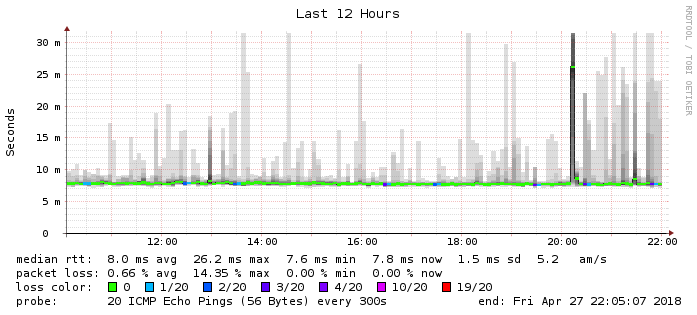 Last 12 Hours
RRDTOOL / TOBI OETIKER
Seconds
30 m
25 m
20 m
15 m
10 m
5 m
0
12:00 14:00 16:00 18:00 20:00 22:00
median rtt: 8.0 ms avg 26.2 ms max 7.6 ms min 7.8 ms now 1.5 ms sd 5.2 am/s
packet loss: 0.66 % avg 14.35 % max 0.00 % min 0.00 % now
loss color: 0 1/20 2/20 3/20 4/20 10/20 19/20
probe: 20 ICMP Echo Pings (56 Bytes) every 300s end: Fri Apr 27 22:05:07 2018